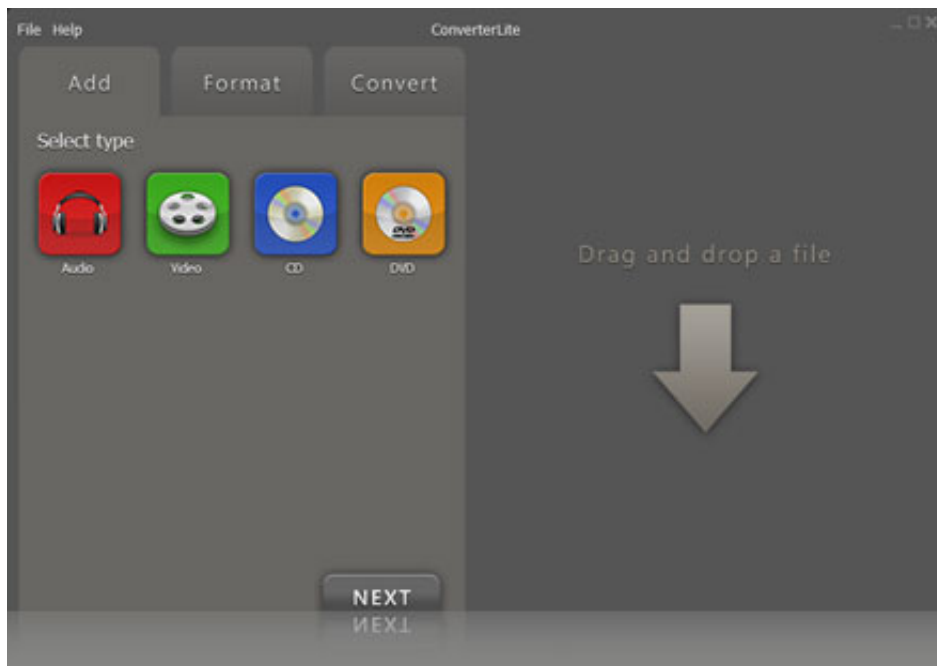 File Help
ConverterLite
Add
Format
Convert
Select type
Audio
Video
CD
DVD
Drag and drop a file
NEXT